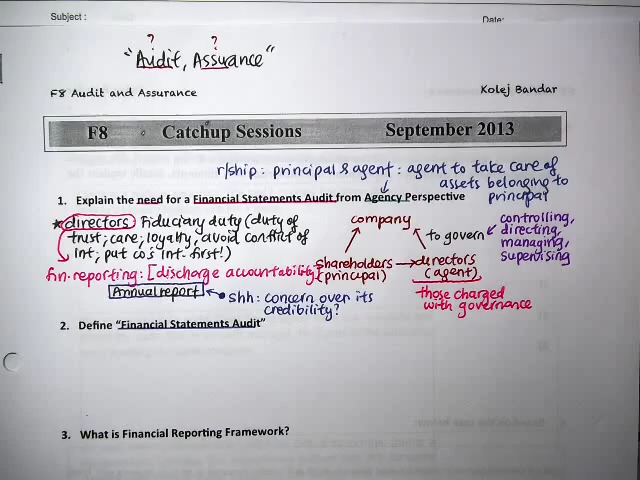 Subject :
Date:
? ?
"Audit, Assurance"
F8 Audit and Assurance
Kolej Bandar
F8 Catchup Sessions September 2013
r/ship : principal & agent : agent to take care of
assets belonging to
principal
1. Explain the need for a Financial Statements Audit from Agency Perspective
* directors Fiduciary duty (duty of
trust; care; loyalty; avoid conflict of
int; put co's int. first!)
company
to govern
controlling,
directing,
managing,
supervising
shareholders
(principal)
directors
(agent)
fin. reporting: [discharge accountability]
those charged
with governance
Annual report
shh: concern over its
credibility?
2. Define "Financial Statements Audit"
3. What is Financial Reporting Framework?